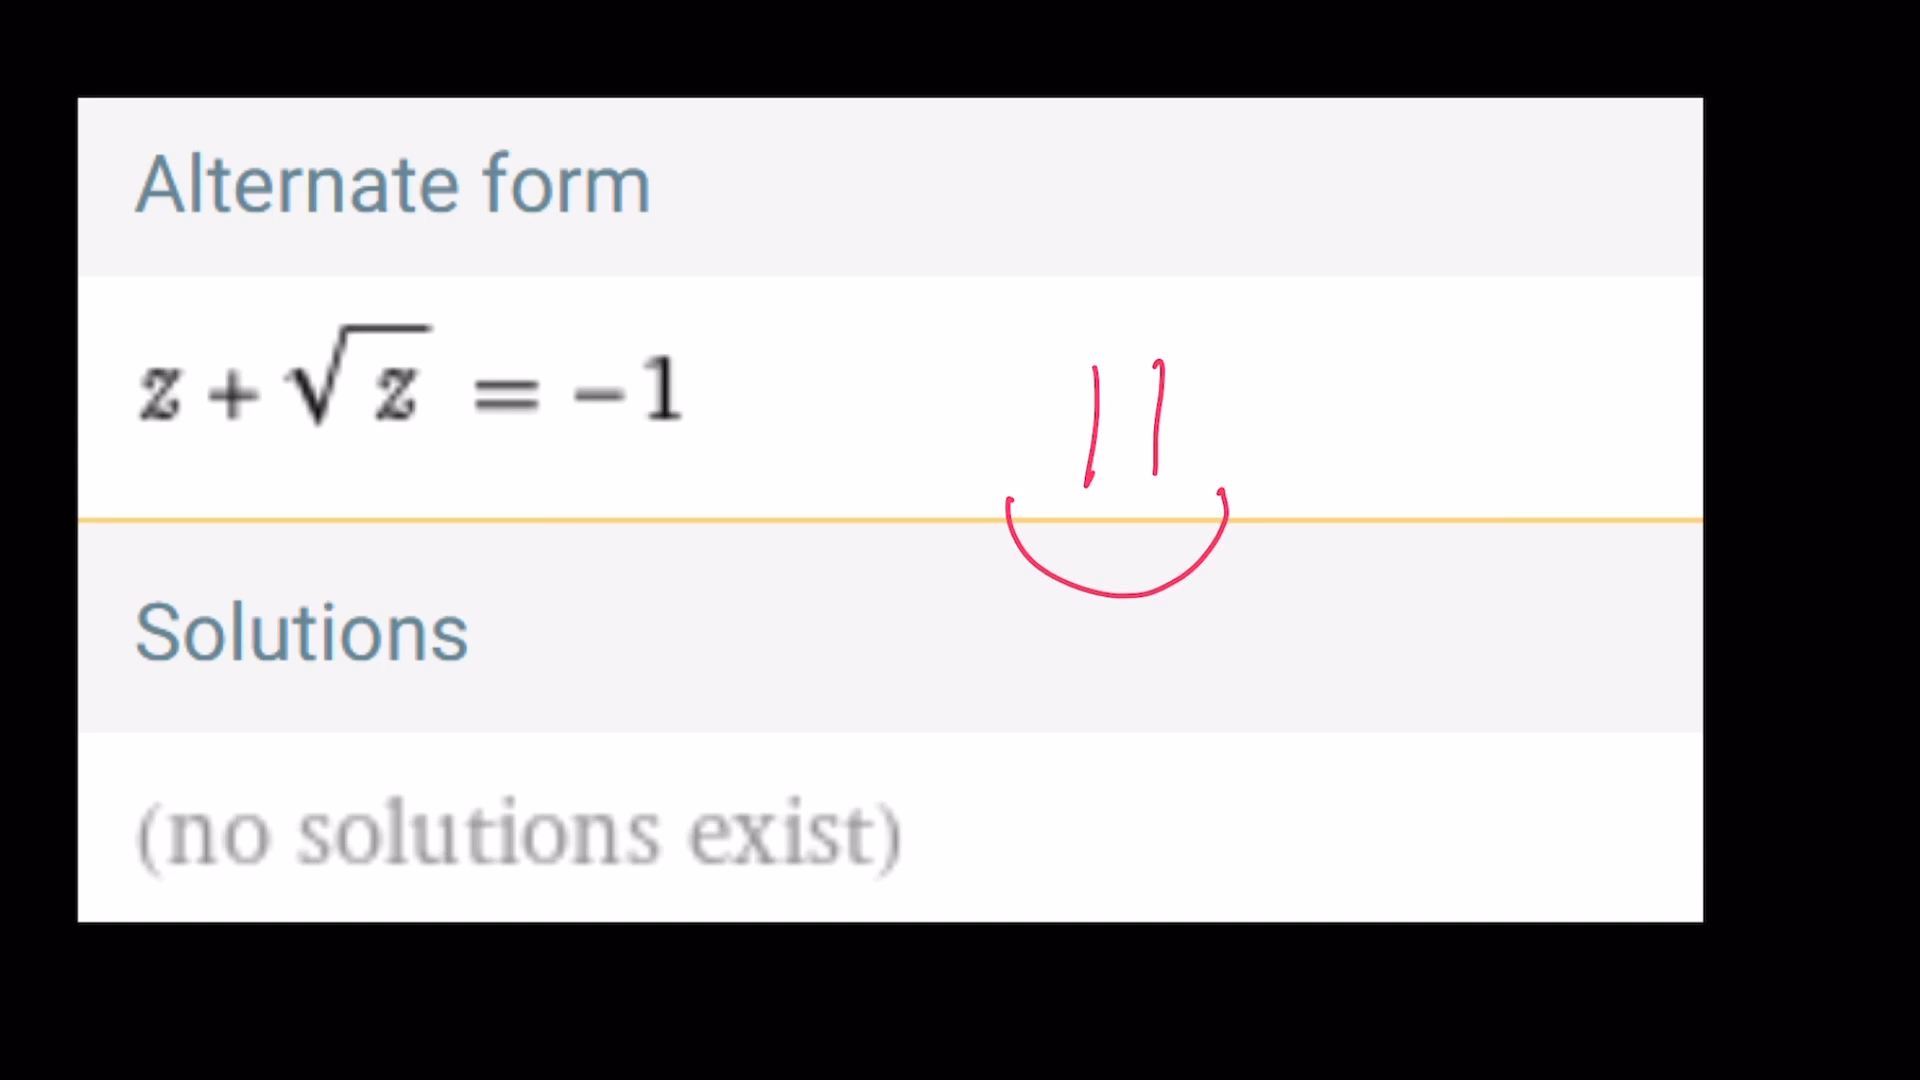 Alternate form
z + √z = −1
Solutions
(no solutions exist)